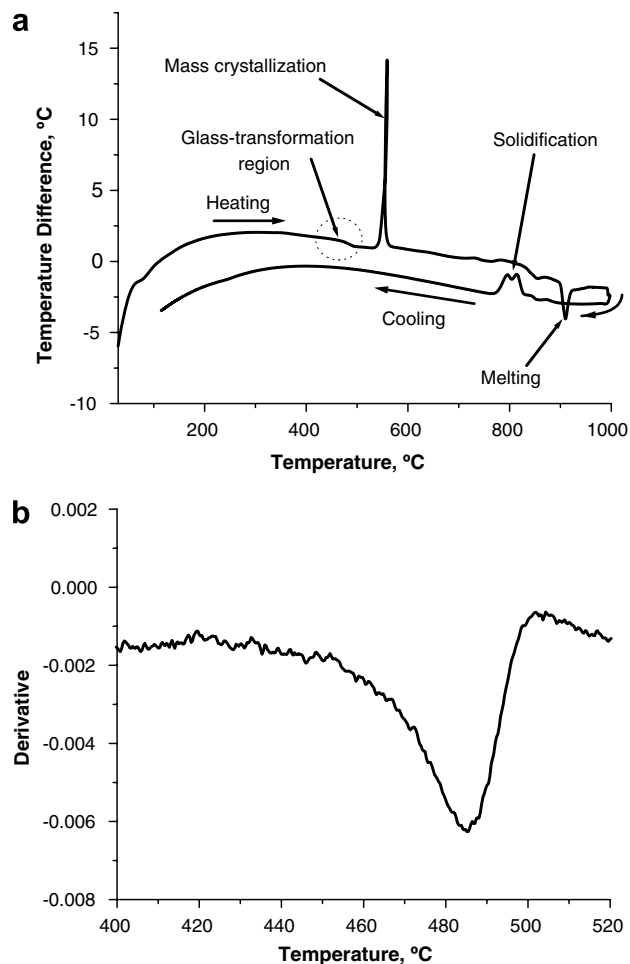 a
15
10
5
0
-5
-10
Temperature Difference, ºC
Mass crystallization
Glass-transformation
region
Heating
Solidification
Cooling
Melting
200 400 600 800 1000
Temperature, ºC
b
0.002
0.000
-0.002
-0.004
-0.006
-0.008
Derivative
400 420 440 460 480 500 520
Temperature, ºC